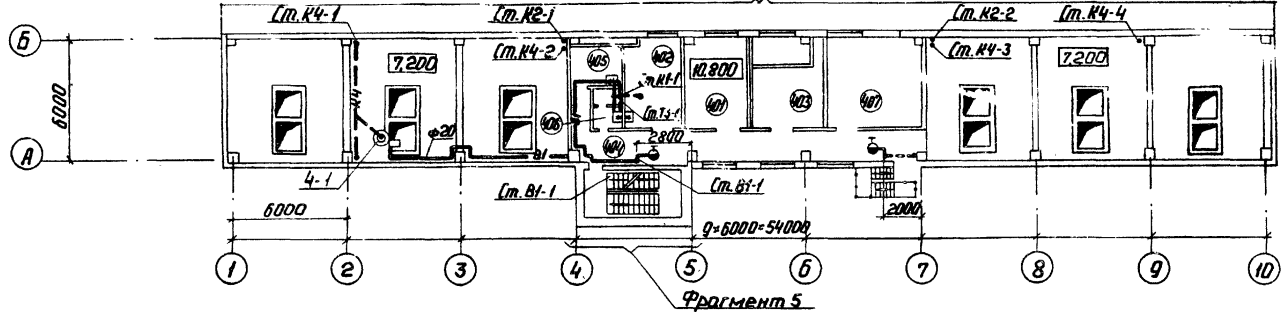 Ст. К4-1
Ст. К2-1
Ст. К2-2
Ст. К4-4
Ст. К4-2
Ст. К4-3
Б
7.200
405
402
10.800
7.200
6000
К4
Ст. Т3-1
401
403
407
406
ф20
404
2800
А
В1
4-1
Ст. В1-1
Ст. В1-1
6000
2000
9×6000=54000
1
2
3
4
5
6
7
8
9
10
Фрагмент 5